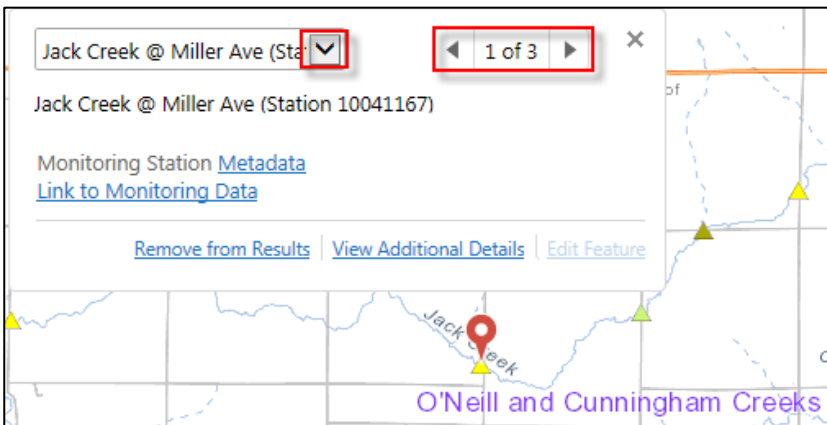 Jack Creek @ Miller Ave (Sta
1 of 3
Jack Creek @ Miller Ave (Station 10041167)
Monitoring Station Metadata
Link to Monitoring Data
Remove from Results View Additional Details Edit Feature
of
Jack Creek
O'Neill and Cunningham Creeks